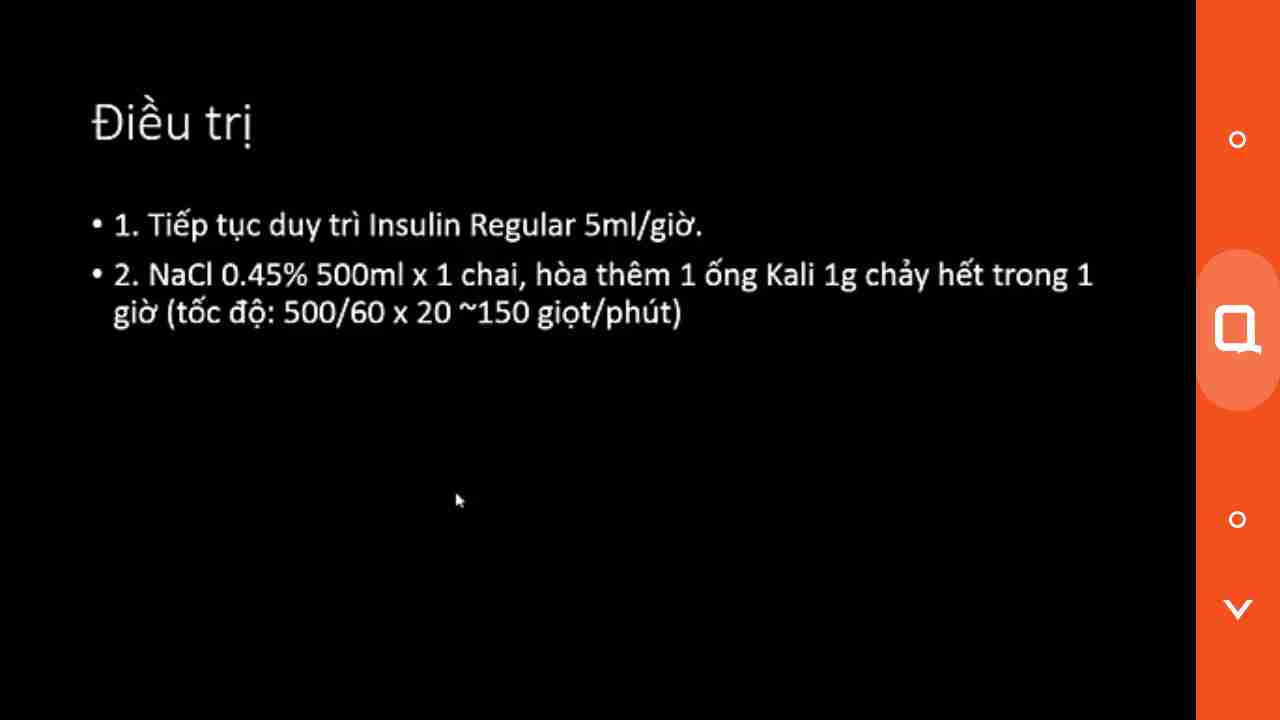 Điều trị
• 1. Tiếp tục duy trì Insulin Regular 5ml/giờ.
• 2. NaCl 0.45% 500ml x 1 chai, hòa thêm 1 ống Kali 1g chảy hết trong 1
giờ (tốc độ: 500/60 x 20 ~150 giọt/phút)